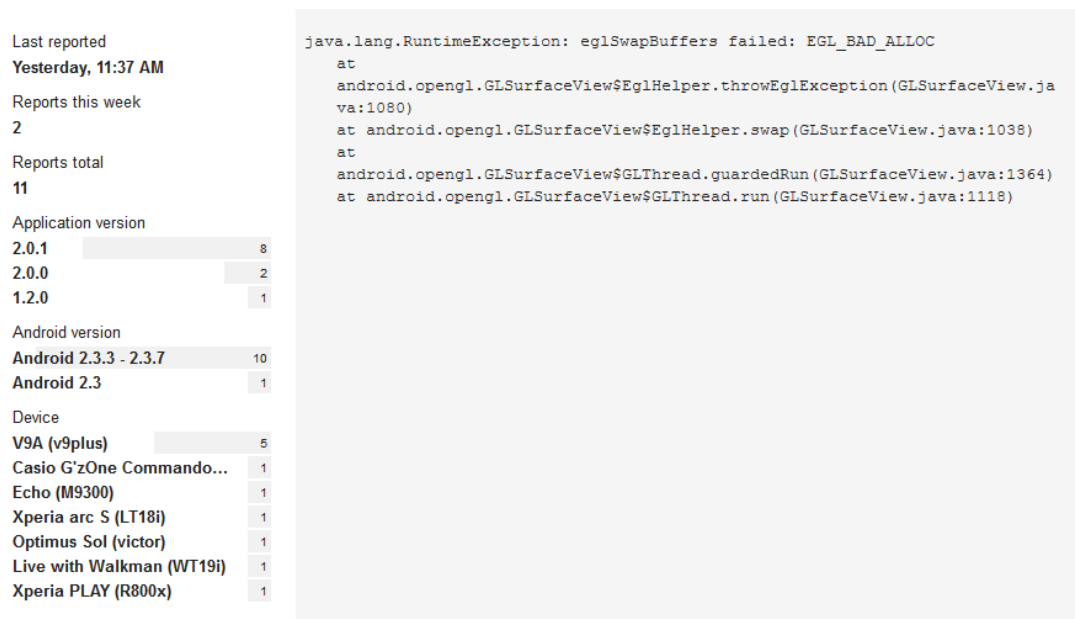 Last reported
Yesterday, 11:37 AM
Reports this week
2
Reports total
11
Application version
2.0.1 8
2.0.0 2
1.2.0 1
Android version
Android 2.3.3 - 2.3.7 10
Android 2.3 1
Device
V9A (v9plus) 5
Casio G'zOne Commando... 1
Echo (M9300) 1
Xperia arc S (LT18i) 1
Optimus Sol (victor) 1
Live with Walkman (WT19i) 1
Xperia PLAY (R800x) 1
java.lang.RuntimeException: eglSwapBuffers failed: EGL_BAD_ALLOC
at
android.opengl.GLSurfaceView$EglHelper.throwEglException(GLSurfaceView.ja
va:1080)
at android.opengl.GLSurfaceView$EglHelper.swap(GLSurfaceView.java:1038)
at
android.opengl.GLSurfaceView$GLThread.guardedRun(GLSurfaceView.java:1364)
at android.opengl.GLSurfaceView$GLThread.run(GLSurfaceView.java:1118)